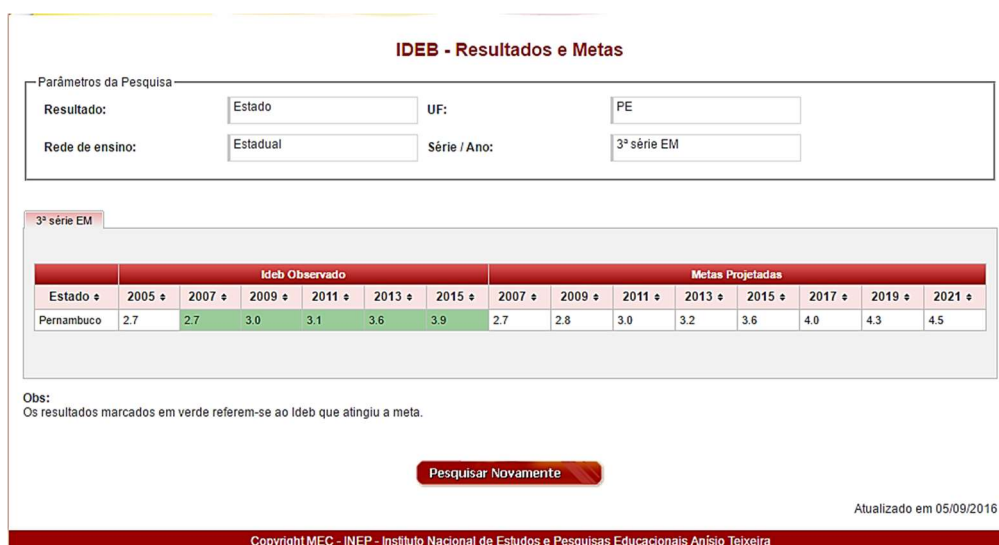 IDEB - Resultados e Metas
Parâmetros da Pesquisa
Resultado: Estado UF: PE
Rede de ensino: Estadual Série / Ano: 3ª série EM
3ª série EM
Ideb Observado Metas Projetadas
Estado 2005 2007 2009 2011 2013 2015 2007 2009 2011 2013 2015 2017 2019 2021
Pernambuco 2.7 2.7 3.0 3.1 3.6 3.9 2.7 2.8 3.0 3.2 3.6 4.0 4.3 4.5
Obs:
Os resultados marcados em verde referem-se ao Ideb que atingiu a meta.
Pesquisar Novamente
Atualizado em 05/09/2016
Copyright MEC - INEP - Instituto Nacional de Estudos e Pesquisas Educacionais Anísio Teixeira